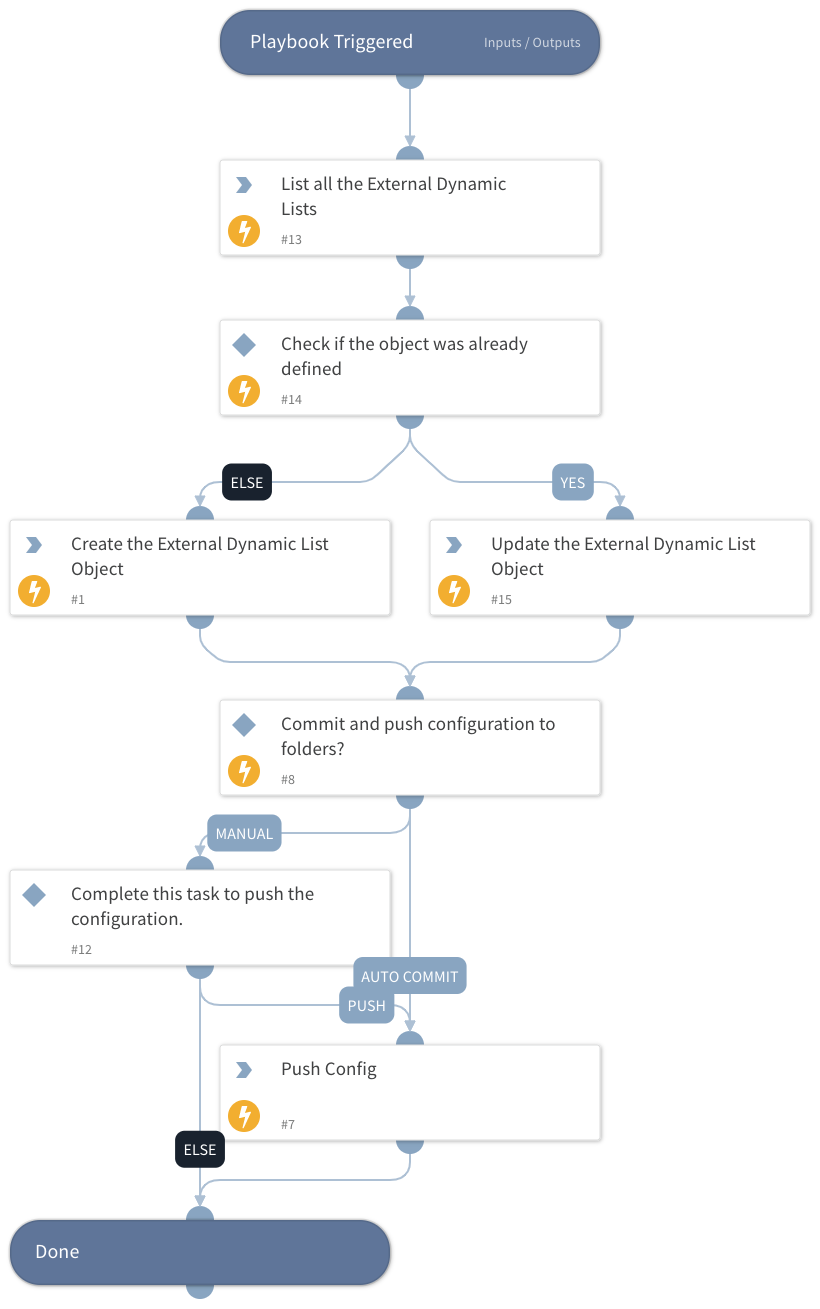 Playbook Triggered
Inputs / Outputs
List all the External Dynamic
Lists
#13
Check if the object was already
defined
#14
ELSE
YES
Create the External Dynamic List
Object
#1
Update the External Dynamic List
Object
#15
Commit and push configuration to
folders?
#8
MANUAL
Complete this task to push the
configuration.
#12
AUTO COMMIT
PUSH
Push Config
#7
ELSE
Done